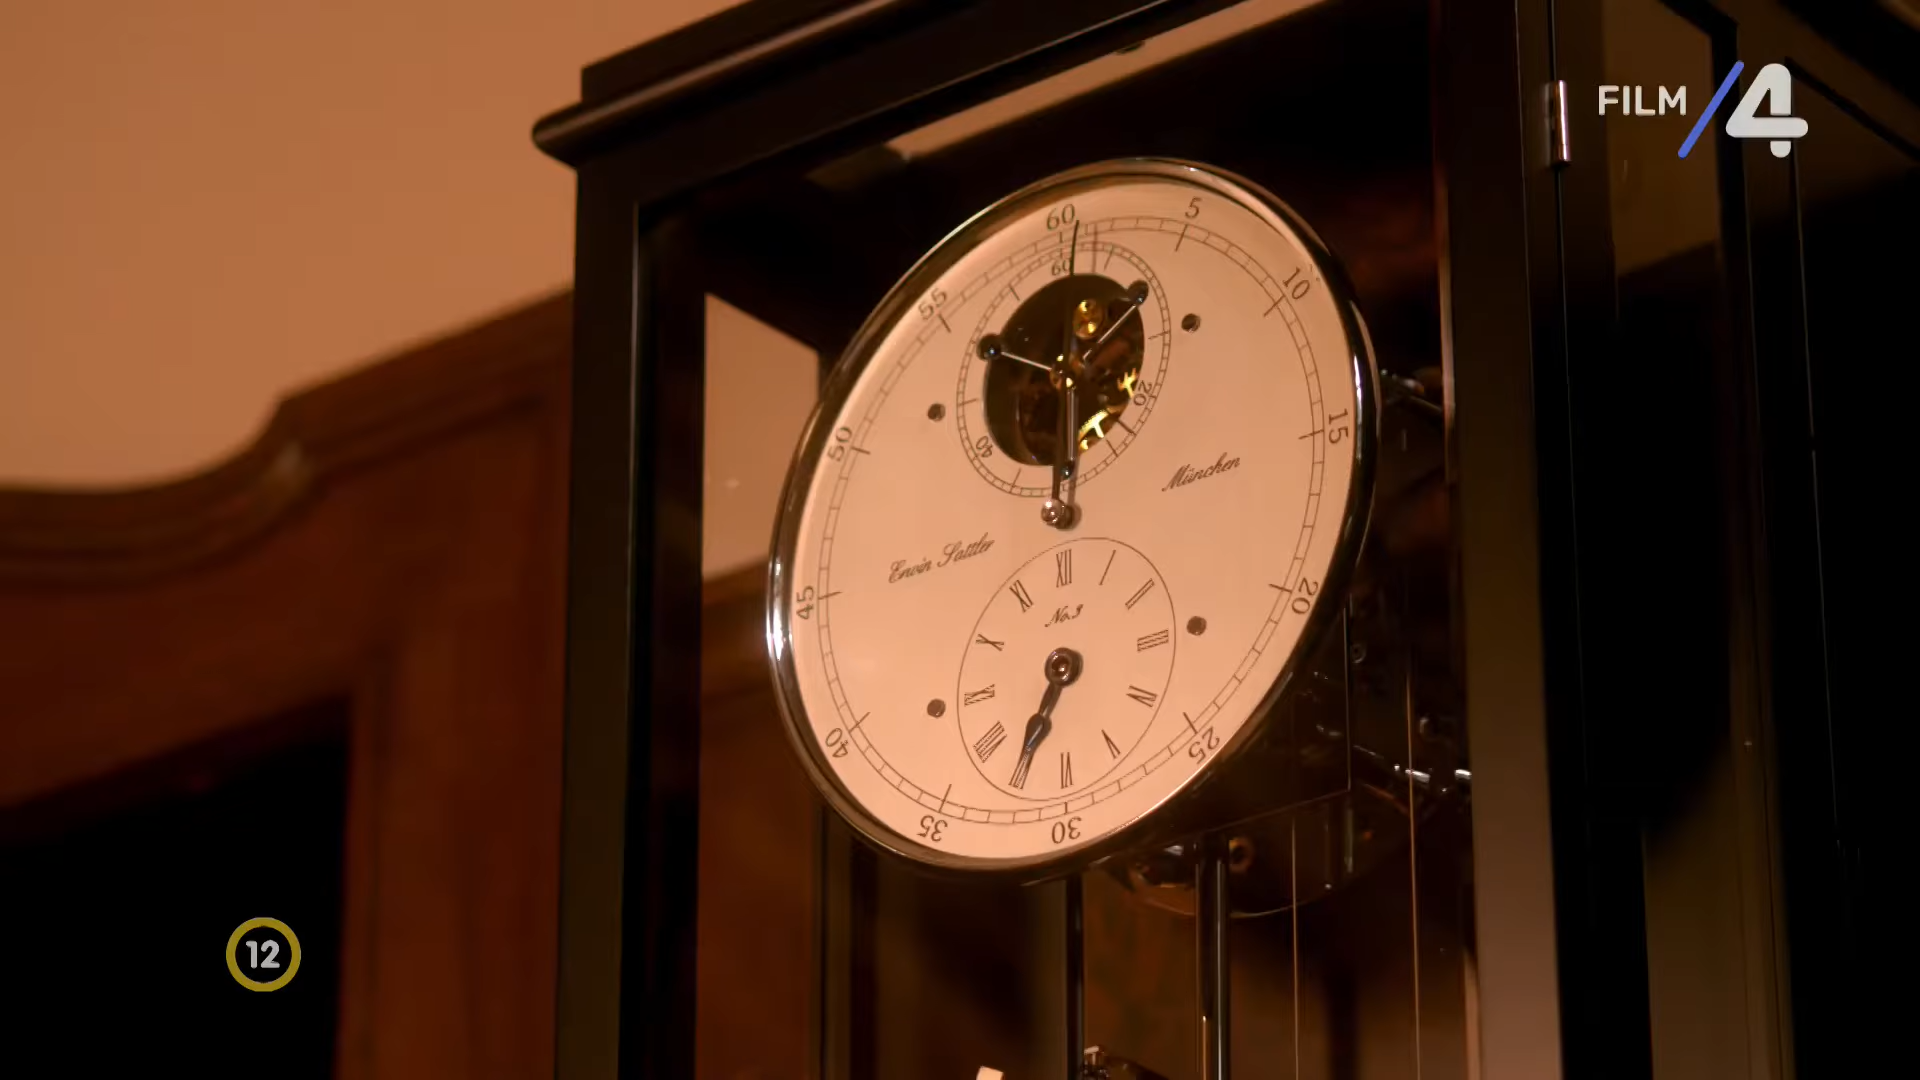 FILM/4
60
5
10
15
20
25
30
35
40
45
50
55
60
20
40
München
Erwin Sattler
XII
I
II
III
IV
V
VI
VII
VIII
IX
X
XI
No.3
12